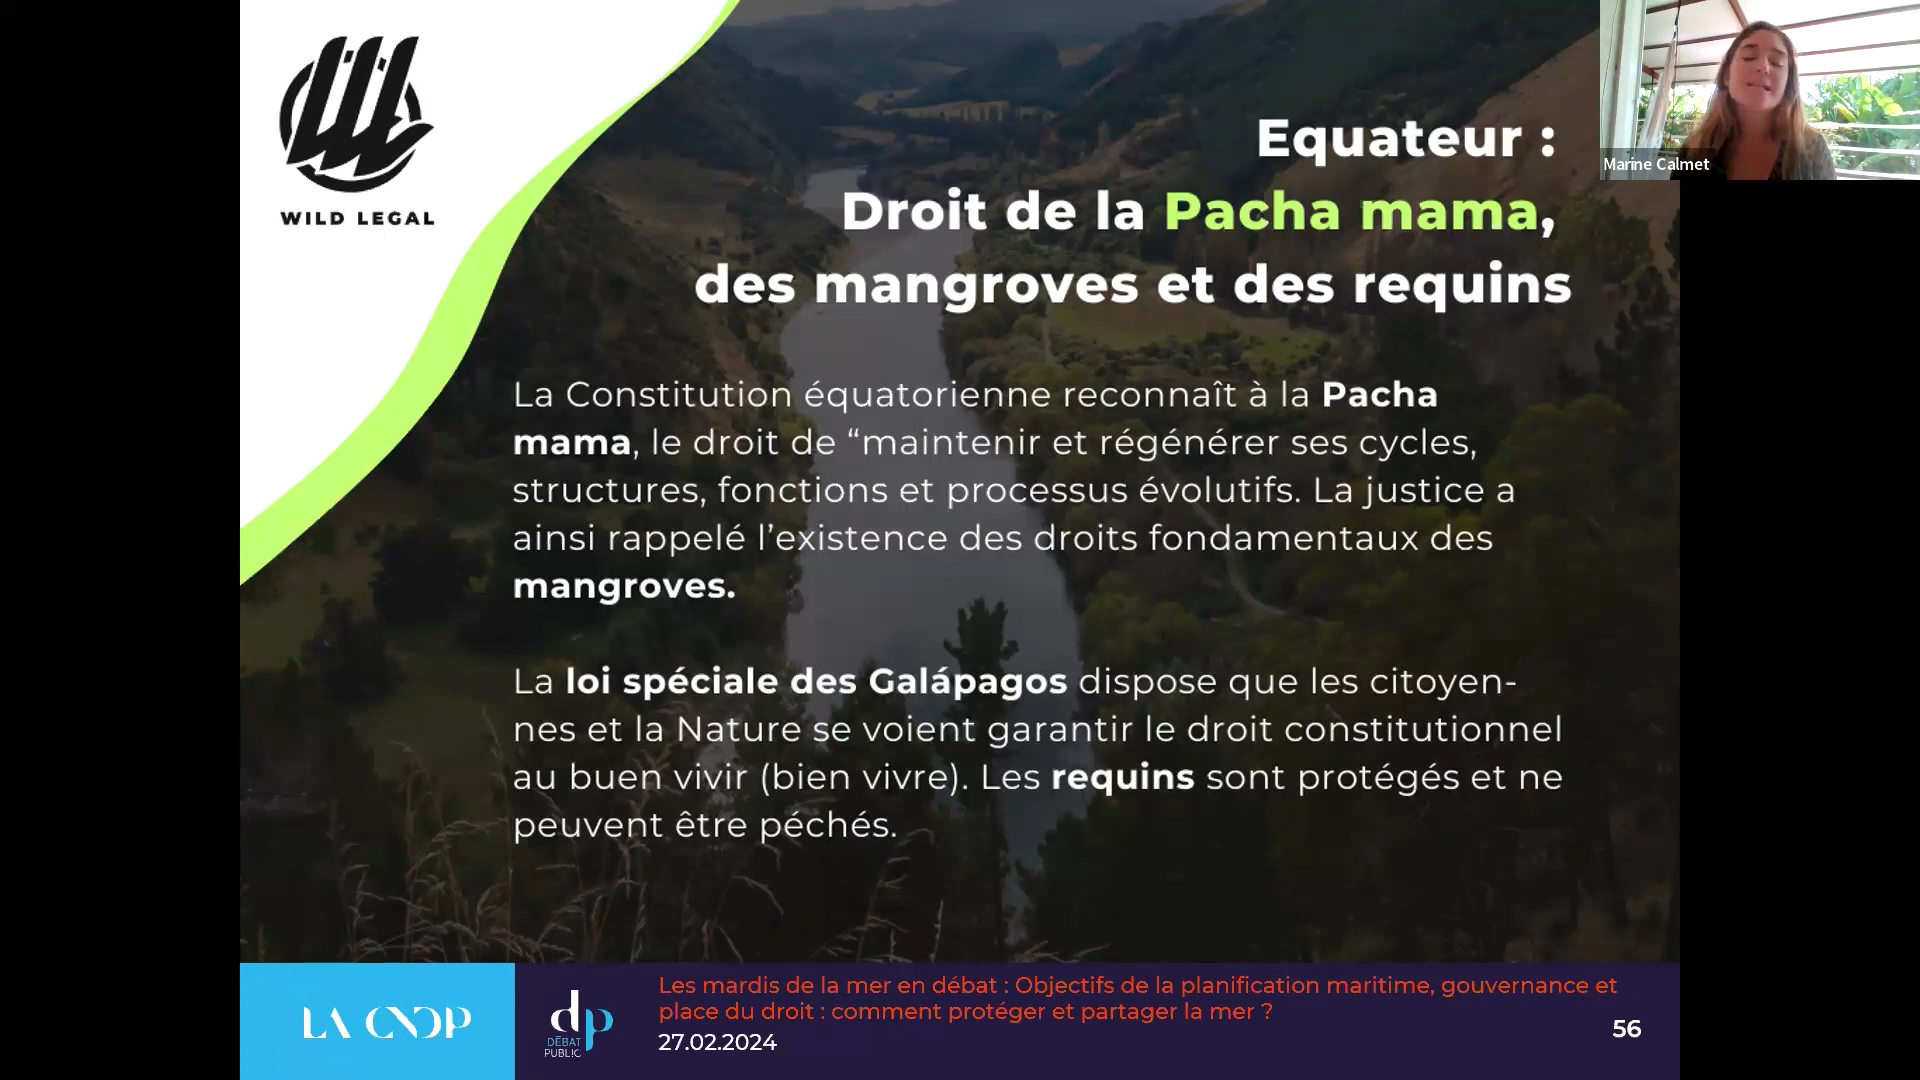 WILD LEGAL
Equateur :
Droit de la Pacha mama,
des mangroves et des requins
Marine Calmet
La Constitution équatorienne reconnaît à la Pacha
mama, le droit de “maintenir et régénérer ses cycles,
structures, fonctions et processus évolutifs. La justice a
ainsi rappelé l’existence des droits fondamentaux des
mangroves.
La loi spéciale des Galápagos dispose que les citoyen-
nes et la Nature se voient garantir le droit constitutionnel
au buen vivir (bien vivre). Les requins sont protégés et ne
peuvent être péchés.
LA CNDP
dp
DÉBAT
PUBLIC
Les mardis de la mer en débat : Objectifs de la planification maritime, gouvernance et
place du droit : comment protéger et partager la mer ?
27.02.2024
56